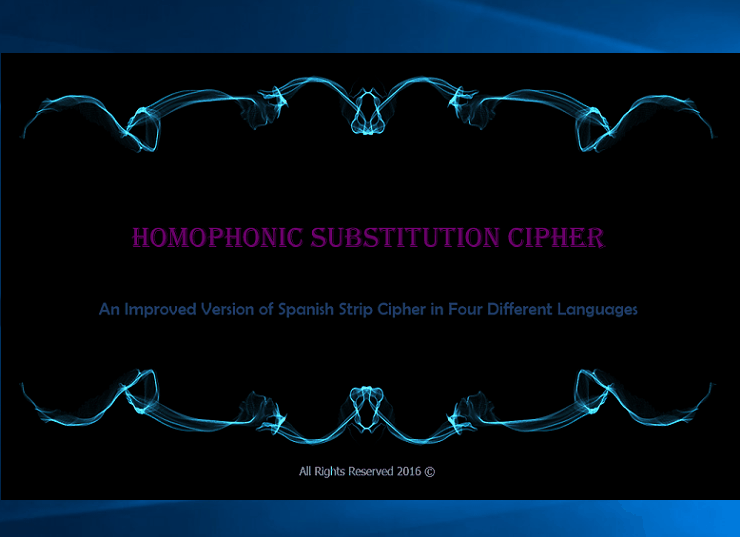 HOMOPHONIC SUBSTITUTION CIPHER
An Improved Version of Spanish Strip Cipher in Four Different Languages
All Rights Reserved 2016 ©